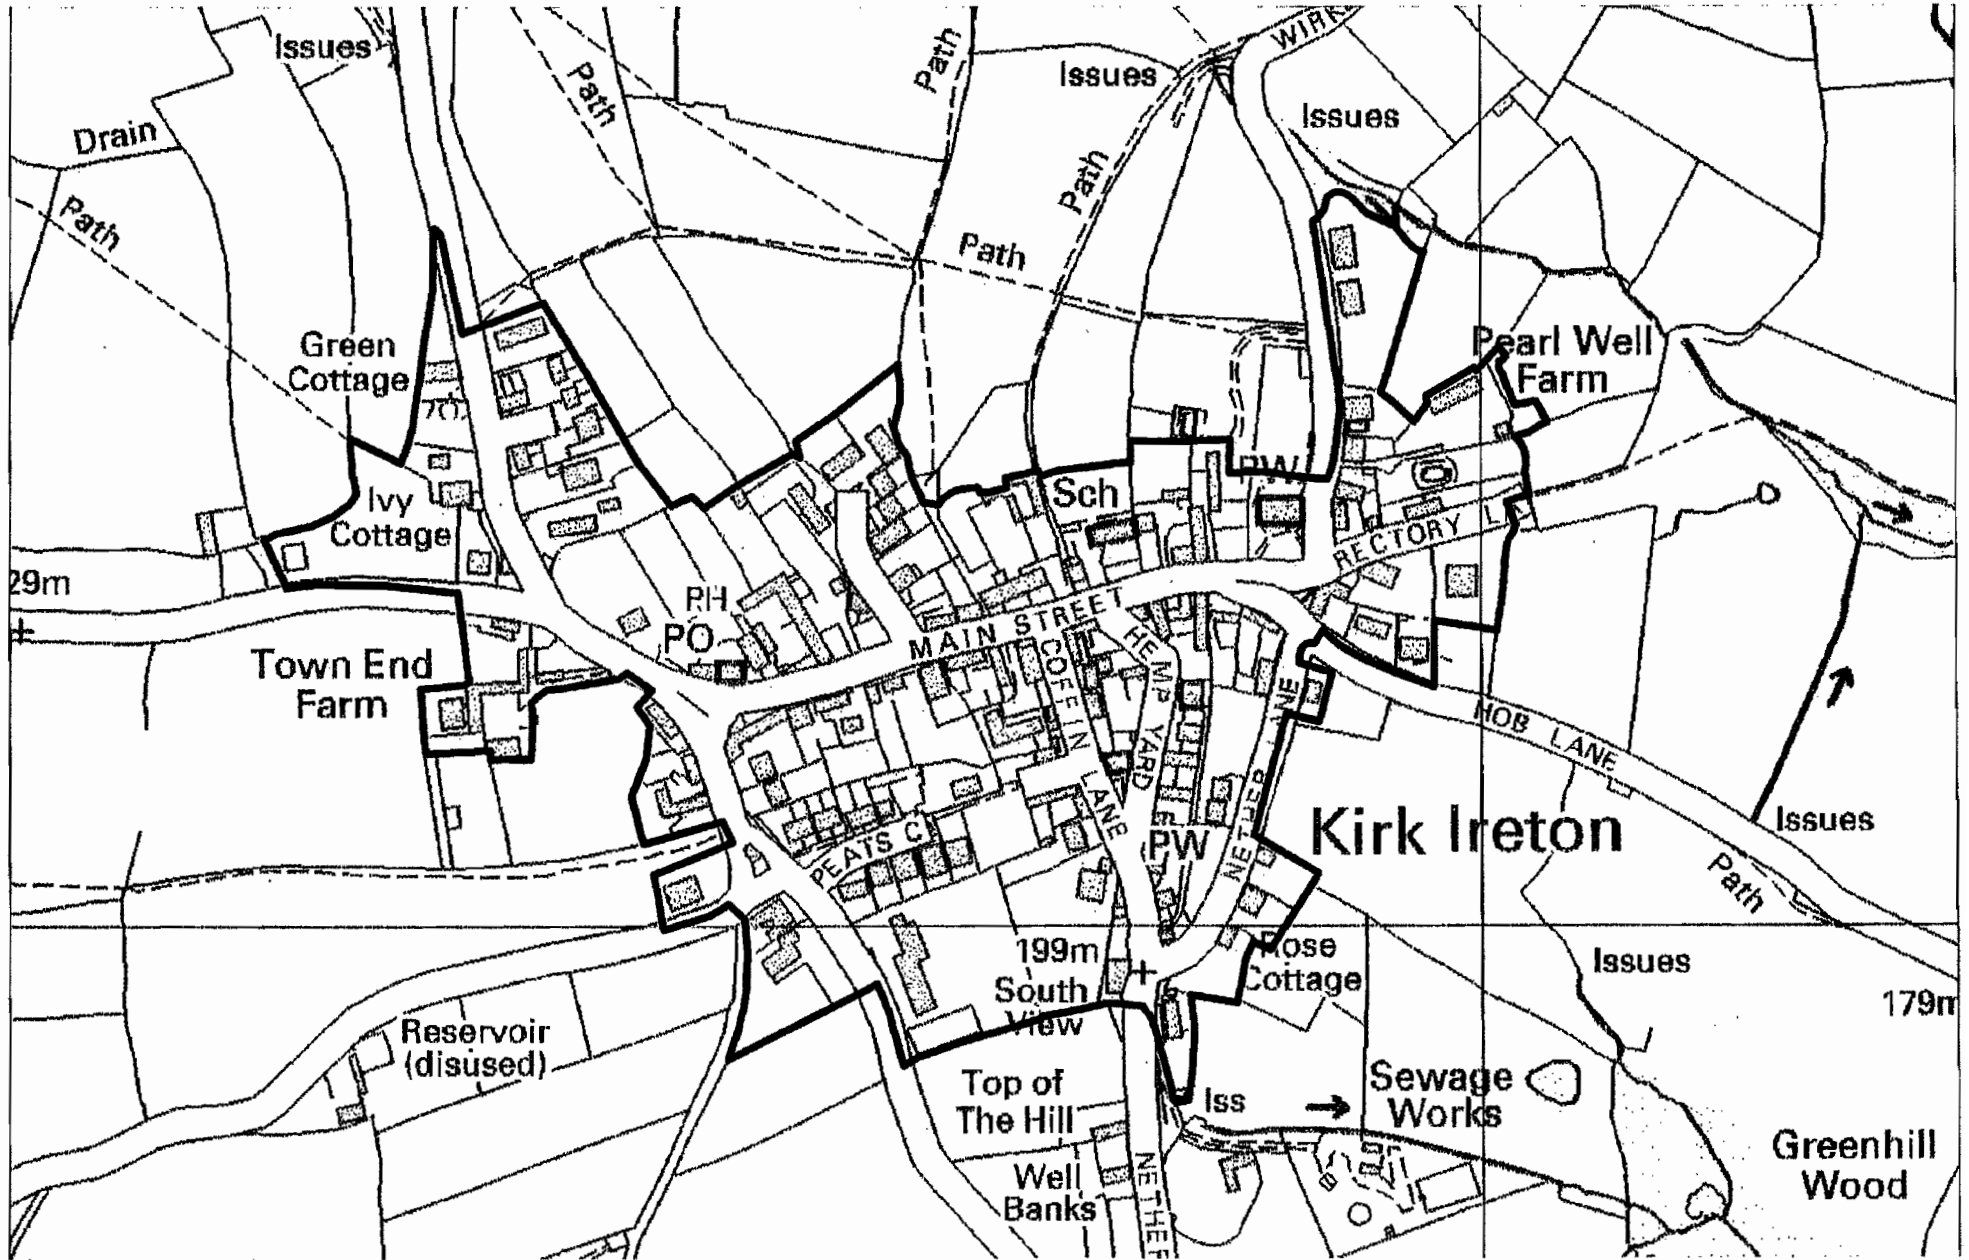 Issues
Path
Path
Issues
WIRK
Issues
Drain
Path
Path
Path
Green
Cottage
Pearl Well
Farm
Ivy
Cottage
Sch
PW
RECTORY LA
29m
PH
PO
MAIN STREET
HEMP YARD
COFFIN LANE
Town End
Farm
HOB LANE
NETHER LANE
Kirk Ireton
Issues
PEATS C
PW
Path
199m
Rose
Cottage
Issues
South
View
179m
Reservoir
(disused)
Top of
The Hill
Iss
Sewage
Works
Greenhill
Wood
Well
Banks
NETHER